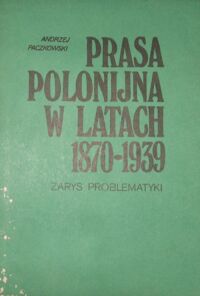 ANDRZEJ
PACZKOWSKI
PRASA
POLONIJNA
W LATACH
1870-1939
ZARYS PROBLEMATYKI